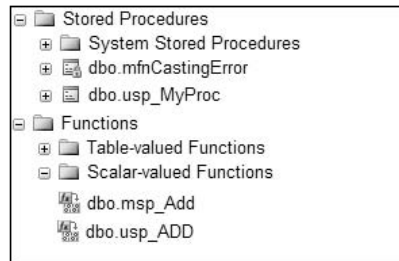 Stored Procedures
System Stored Procedures
dbo.mfnCastingError
dbo.usp_MyProc
Functions
Table-valued Functions
Scalar-valued Functions
dbo.msp_Add
dbo.usp_ADD